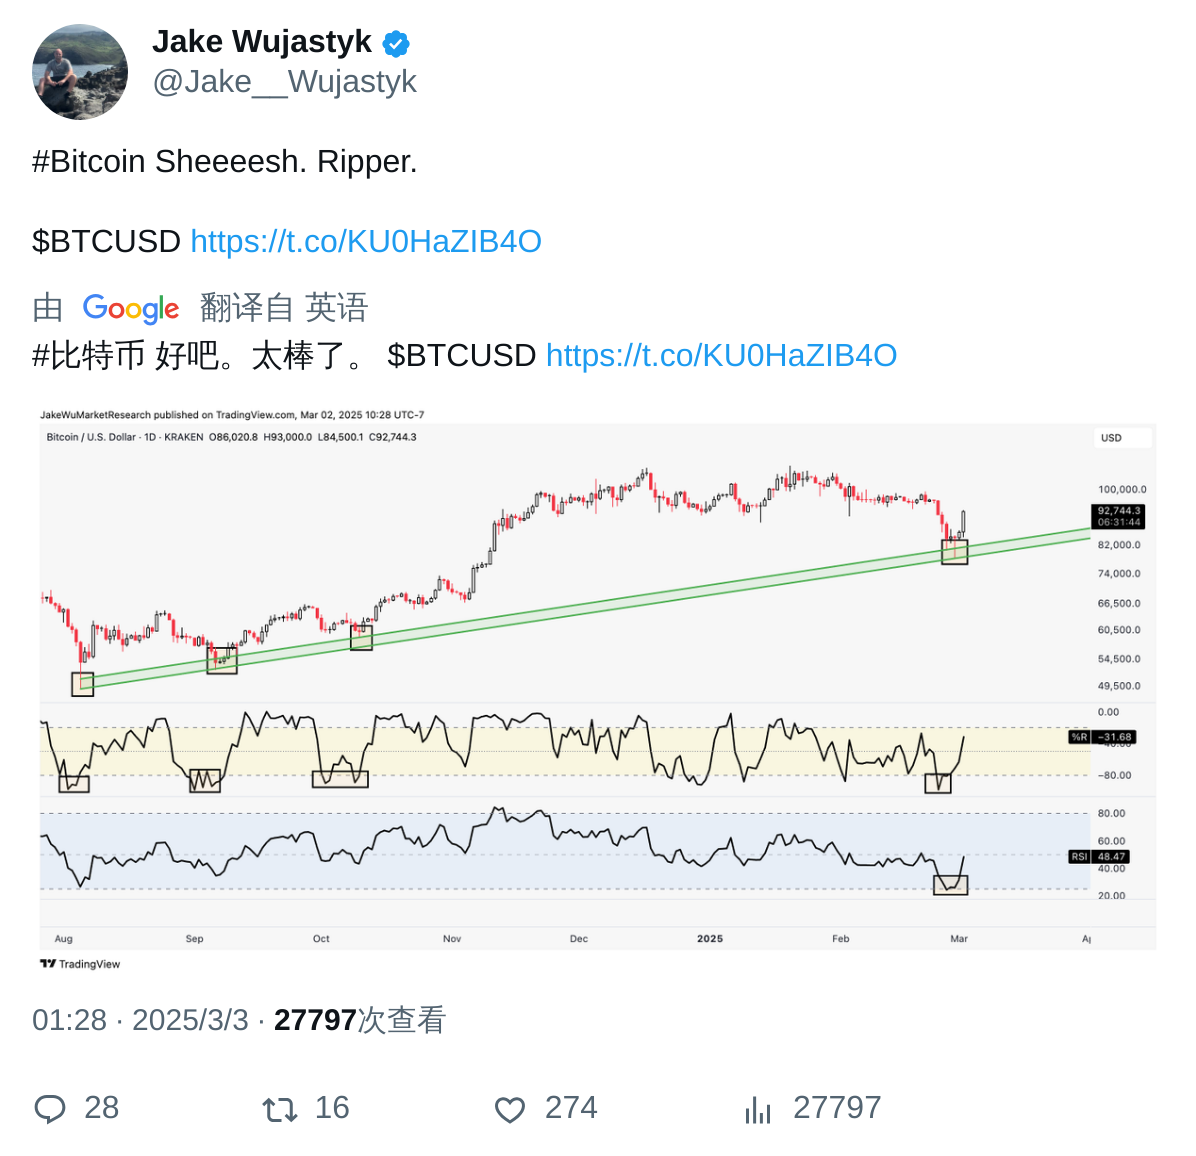 Jake Wujastyk
@Jake__Wujastyk
#Bitcoin Sheeeesh. Ripper.
$BTCUSD https://t.co/KU0HaZIB4O
由 Google 翻译自 英语
#比特币 好吧。太棒了。 $BTCUSD https://t.co/KU0HaZIB4O
JakeWuMarketResearch published on TradingView.com, Mar 02, 2025 10:28 UTC-7
Bitcoin / U.S. Dollar · 1D · KRAKEN O86,020.8 H93,000.0 L84,500.1 C92,744.3
USD
100,000.0
92,744.3
06:31:44
82,000.0
74,000.0
66,500.0
60,500.0
54,500.0
49,500.0
0.00
%R −31.68
−40.00
−80.00
80.00
60.00
RSI 48.47
40.00
20.00
Aug Sep Oct Nov Dec 2025 Feb Mar
TradingView
01:28 · 2025/3/3 · 27797次查看
28 16 274 27797